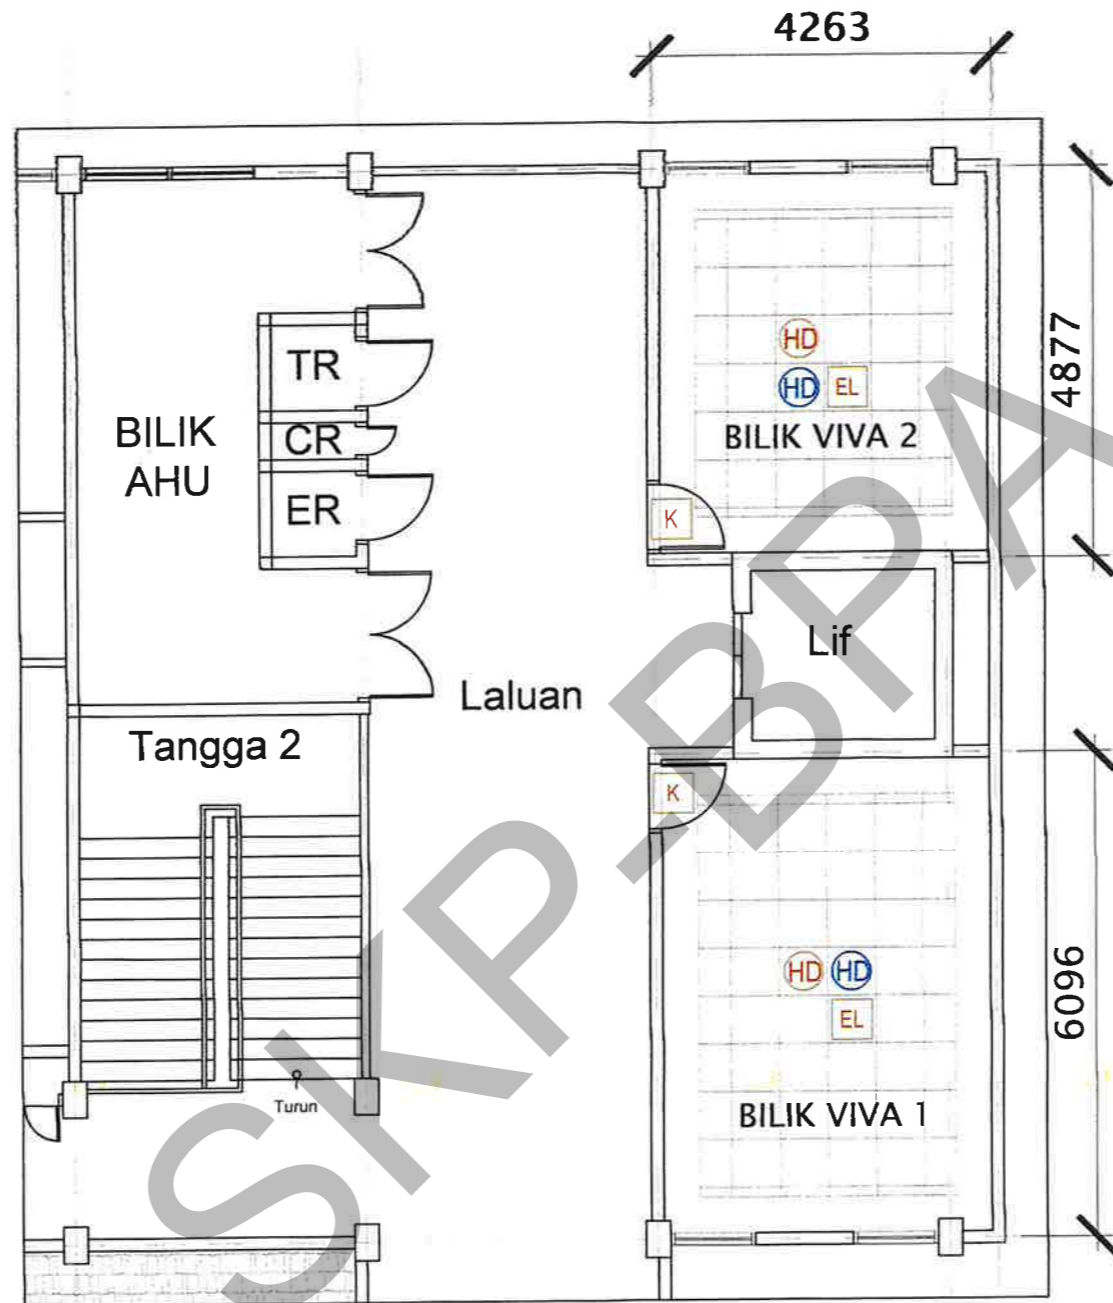 4263
TR
CR
ER
BILIK
AHU
HD
HD
EL
BILIK VIVA 2
4877
K
Lif
Laluan
Tangga 2
K
HD
HD
EL
6096
BILIK VIVA 1
Turun
SKP-BPA